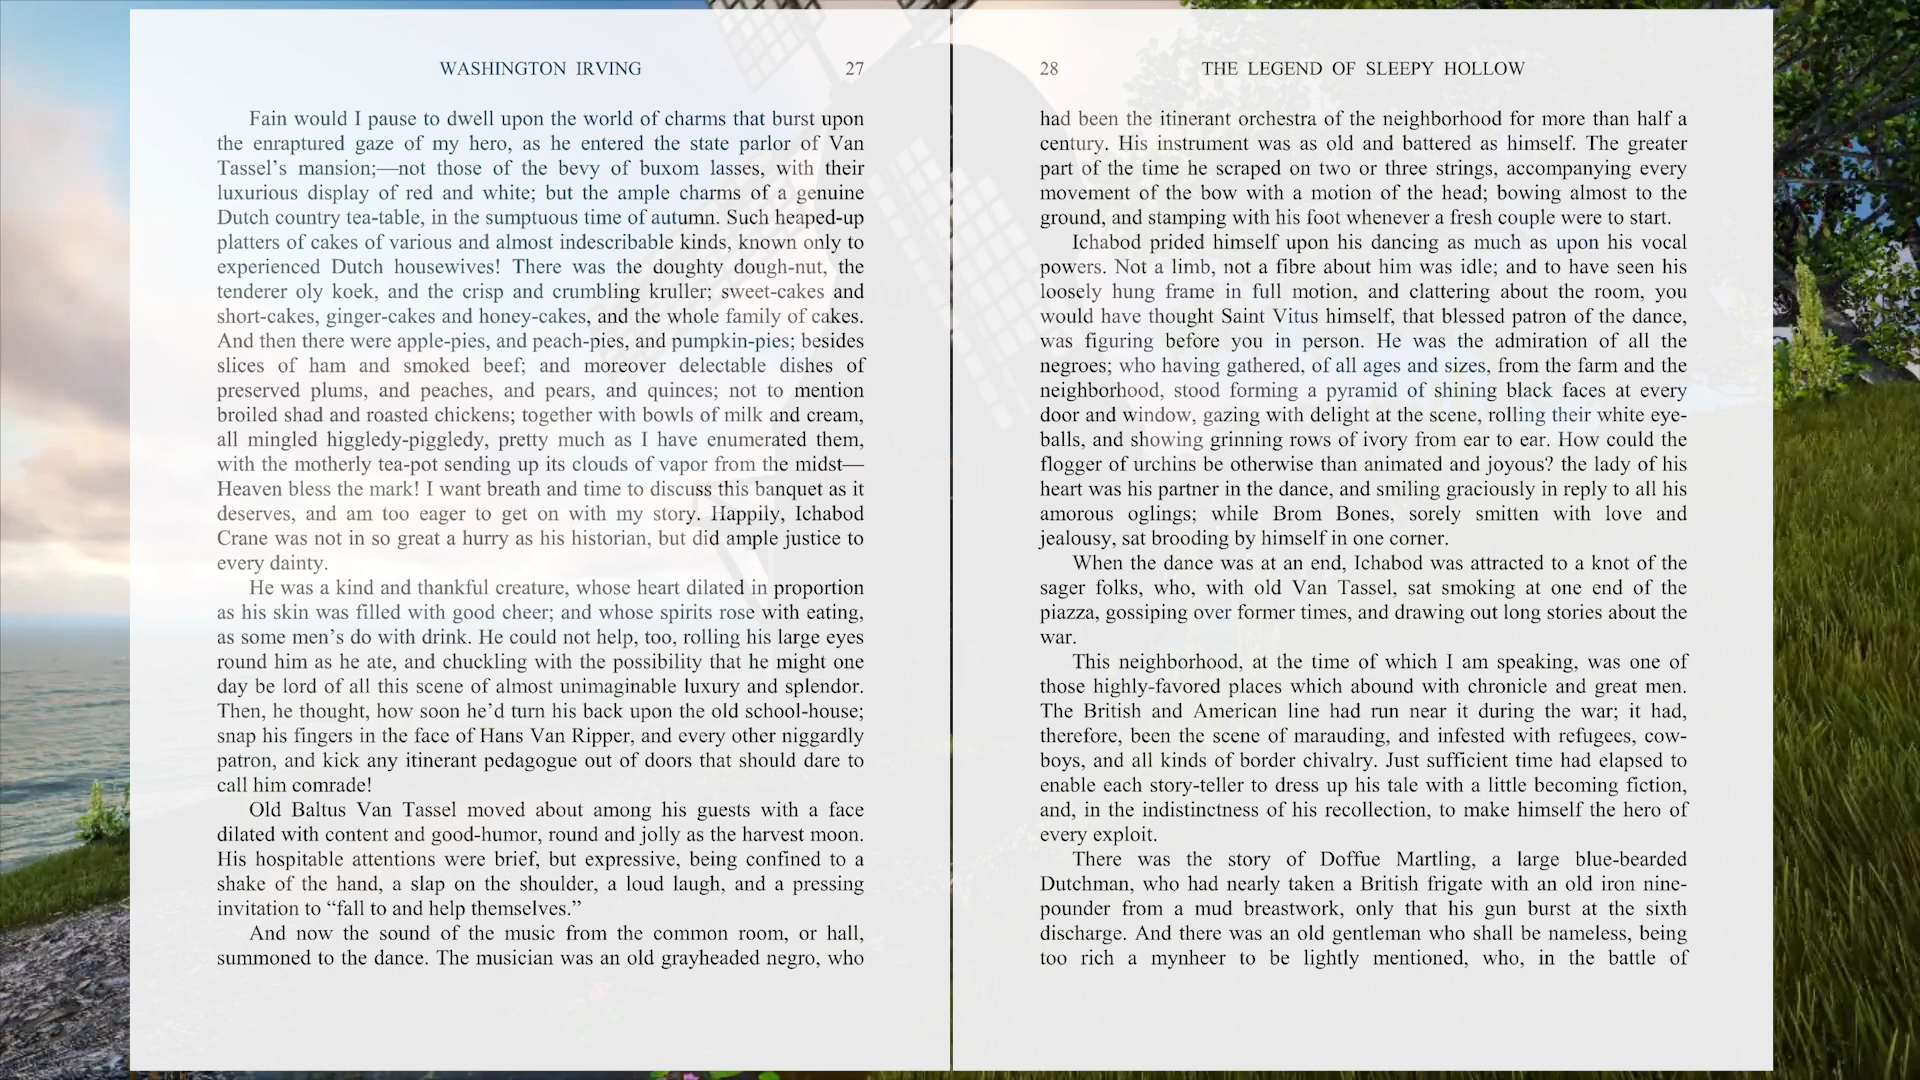 WASHINGTON IRVING 27
Fain would I pause to dwell upon the world of charms that burst upon
the enraptured gaze of my hero, as he entered the state parlor of Van
Tassel’s mansion;—not those of the bevy of buxom lasses, with their
luxurious display of red and white; but the ample charms of a genuine
Dutch country tea-table, in the sumptuous time of autumn. Such heaped-up
platters of cakes of various and almost indescribable kinds, known only to
experienced Dutch housewives! There was the doughty dough-nut, the
tenderer oly koek, and the crisp and crumbling kruller; sweet-cakes and
short-cakes, ginger-cakes and honey-cakes, and the whole family of cakes.
And then there were apple-pies, and peach-pies, and pumpkin-pies; besides
slices of ham and smoked beef; and moreover delectable dishes of
preserved plums, and peaches, and pears, and quinces; not to mention
broiled shad and roasted chickens; together with bowls of milk and cream,
all mingled higgledy-piggledy, pretty much as I have enumerated them,
with the motherly tea-pot sending up its clouds of vapor from the midst—
Heaven bless the mark! I want breath and time to discuss this banquet as it
deserves, and am too eager to get on with my story. Happily, Ichabod
Crane was not in so great a hurry as his historian, but did ample justice to
every dainty.
He was a kind and thankful creature, whose heart dilated in proportion
as his skin was filled with good cheer; and whose spirits rose with eating,
as some men’s do with drink. He could not help, too, rolling his large eyes
round him as he ate, and chuckling with the possibility that he might one
day be lord of all this scene of almost unimaginable luxury and splendor.
Then, he thought, how soon he’d turn his back upon the old school-house;
snap his fingers in the face of Hans Van Ripper, and every other niggardly
patron, and kick any itinerant pedagogue out of doors that should dare to
call him comrade!
Old Baltus Van Tassel moved about among his guests with a face
dilated with content and good-humor, round and jolly as the harvest moon.
His hospitable attentions were brief, but expressive, being confined to a
shake of the hand, a slap on the shoulder, a loud laugh, and a pressing
invitation to “fall to and help themselves.”
And now the sound of the music from the common room, or hall,
summoned to the dance. The musician was an old grayheaded negro, who
28 THE LEGEND OF SLEEPY HOLLOW
had been the itinerant orchestra of the neighborhood for more than half a
century. His instrument was as old and battered as himself. The greater
part of the time he scraped on two or three strings, accompanying every
movement of the bow with a motion of the head; bowing almost to the
ground, and stamping with his foot whenever a fresh couple were to start.
Ichabod prided himself upon his dancing as much as upon his vocal
powers. Not a limb, not a fibre about him was idle; and to have seen his
loosely hung frame in full motion, and clattering about the room, you
would have thought Saint Vitus himself, that blessed patron of the dance,
was figuring before you in person. He was the admiration of all the
negroes; who having gathered, of all ages and sizes, from the farm and the
neighborhood, stood forming a pyramid of shining black faces at every
door and window, gazing with delight at the scene, rolling their white eye-
balls, and showing grinning rows of ivory from ear to ear. How could the
flogger of urchins be otherwise than animated and joyous? the lady of his
heart was his partner in the dance, and smiling graciously in reply to all his
amorous oglings; while Brom Bones, sorely smitten with love and
jealousy, sat brooding by himself in one corner.
When the dance was at an end, Ichabod was attracted to a knot of the
sager folks, who, with old Van Tassel, sat smoking at one end of the
piazza, gossiping over former times, and drawing out long stories about the
war.
This neighborhood, at the time of which I am speaking, was one of
those highly-favored places which abound with chronicle and great men.
The British and American line had run near it during the war; it had,
therefore, been the scene of marauding, and infested with refugees, cow-
boys, and all kinds of border chivalry. Just sufficient time had elapsed to
enable each story-teller to dress up his tale with a little becoming fiction,
and, in the indistinctness of his recollection, to make himself the hero of
every exploit.
There was the story of Doffue Martling, a large blue-bearded
Dutchman, who had nearly taken a British frigate with an old iron nine-
pounder from a mud breastwork, only that his gun burst at the sixth
discharge. And there was an old gentleman who shall be nameless, being
too rich a mynheer to be lightly mentioned, who, in the battle of